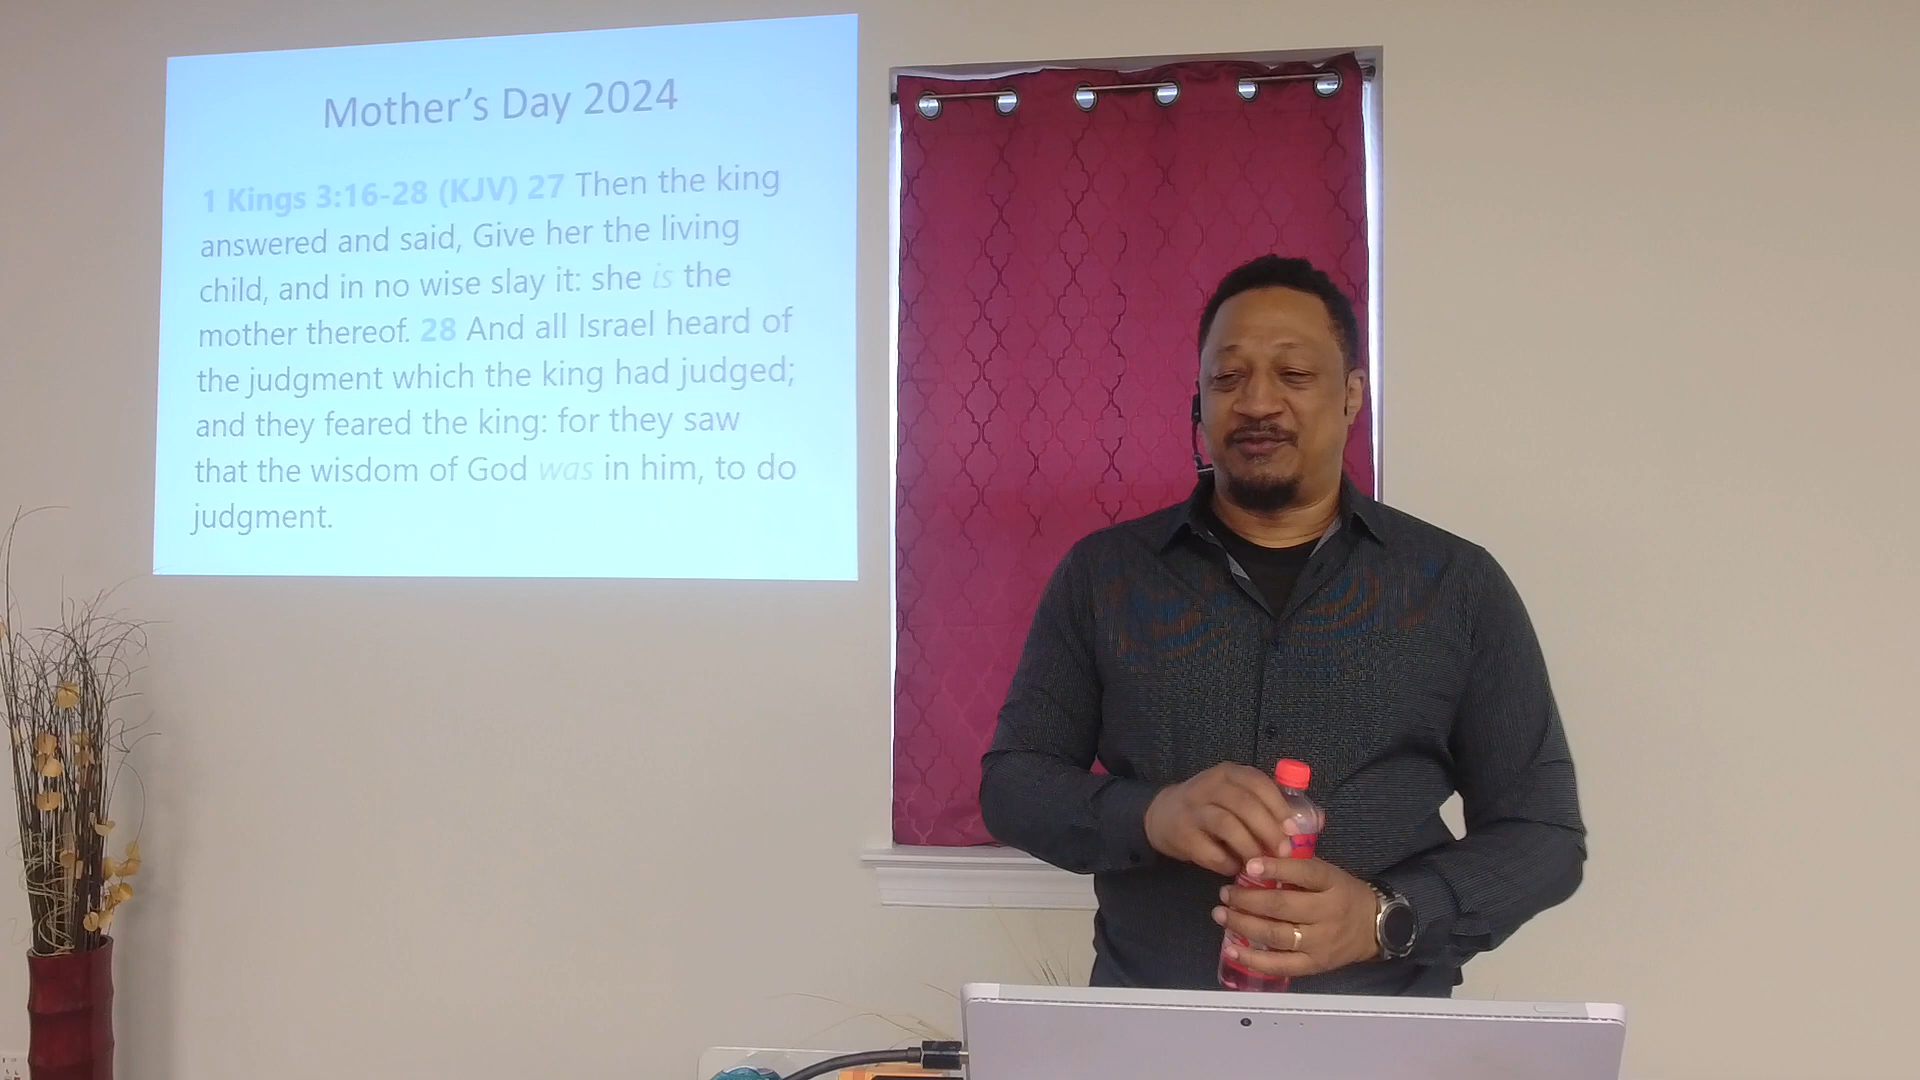 Mother's Day 2024
1 Kings 3:16-28 (KJV) 27 Then the king
answered and said, Give her the living
child, and in no wise slay it: she is the
mother thereof. 28 And all Israel heard of
the judgment which the king had judged;
and they feared the king: for they saw
that the wisdom of God was in him, to do
judgment.